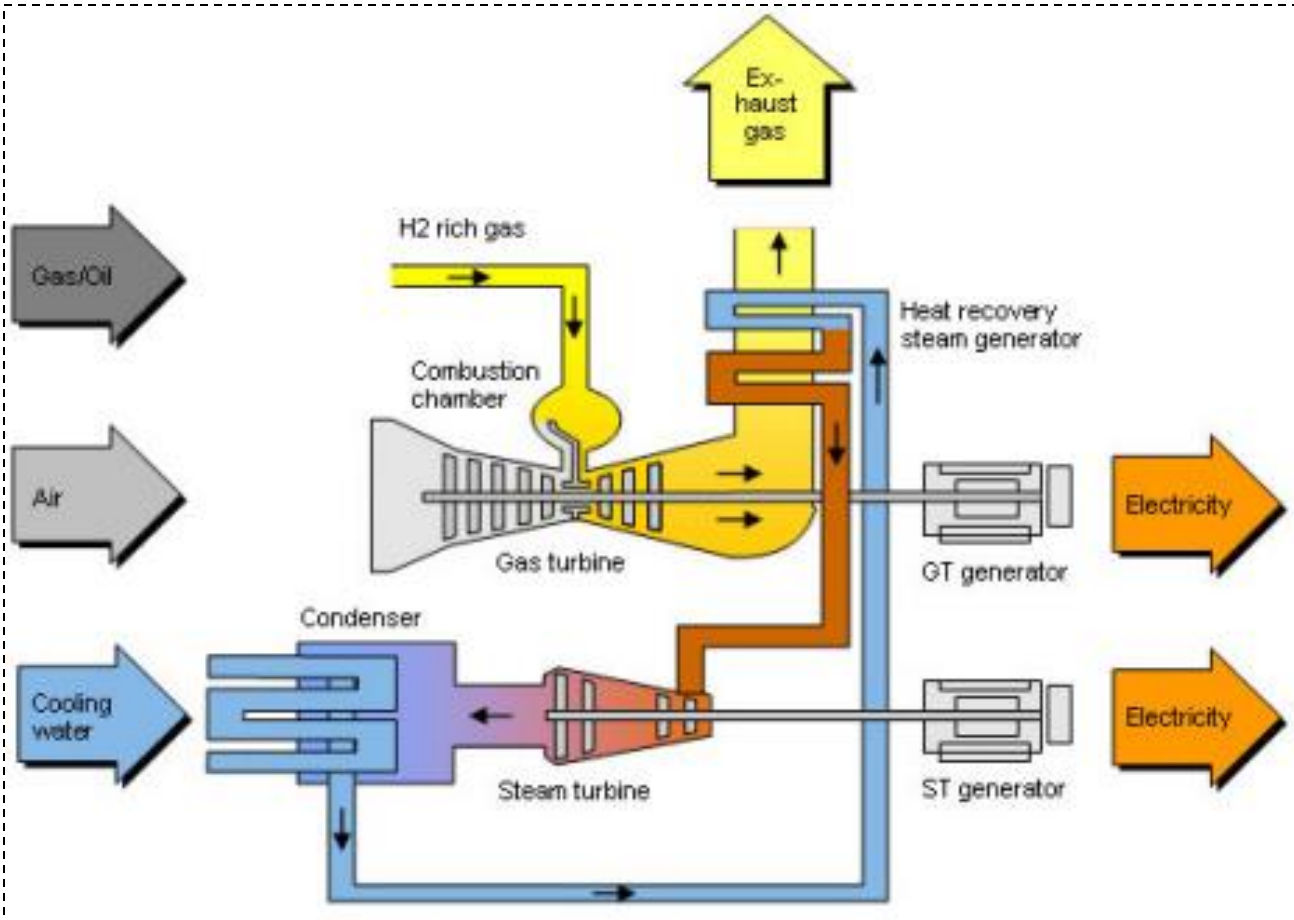 Ex-
haust
gas
H2 rich gas
Gas/Oil
Heat recovery
steam generator
Combustion
chamber
Air
Electricity
Gas turbine
GT generator
Condenser
Cooling
water
Electricity
Steam turbine
ST generator